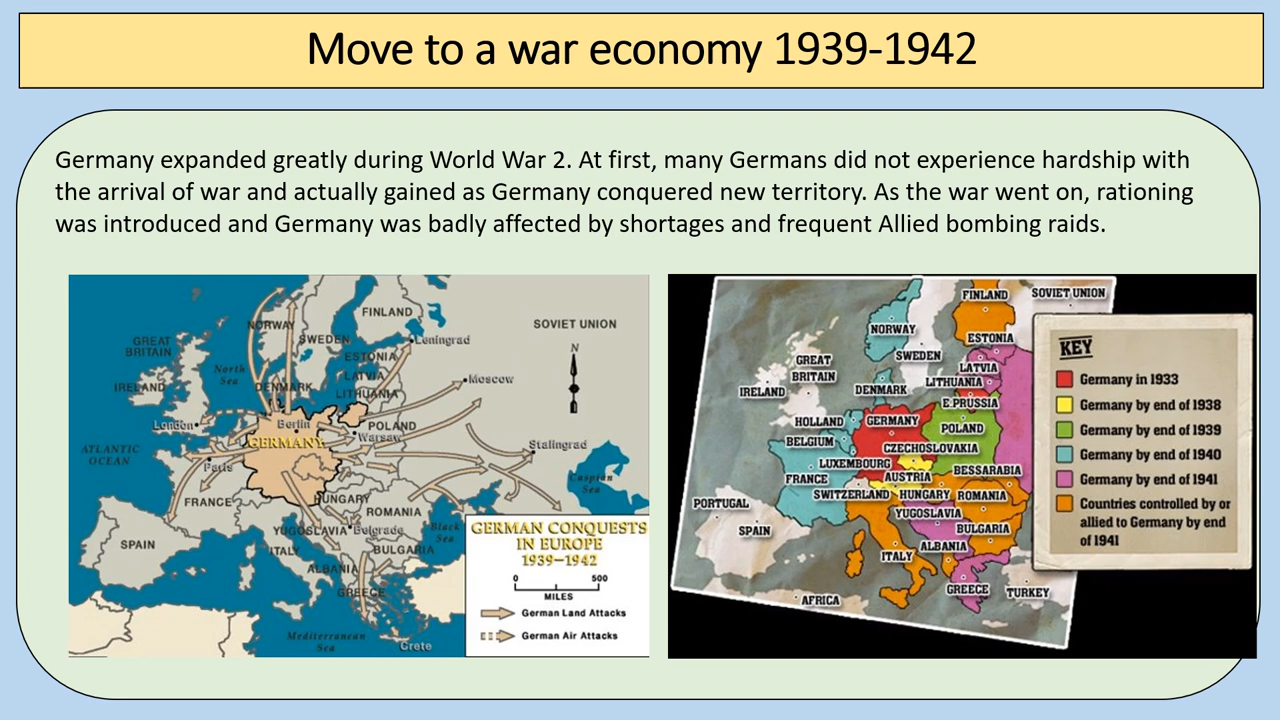 Move to a war economy 1939-1942
Germany expanded greatly during World War 2. At first, many Germans did not experience hardship with
the arrival of war and actually gained as Germany conquered new territory. As the war went on, rationing
was introduced and Germany was badly affected by shortages and frequent Allied bombing raids.
FINLAND
NORWAY
SOVIET UNION
SWEDEN
Leningrad
GREAT
BRITAIN
ESTONIA
North
Sea
LATVIA
Moscow
IRELAND
DENMARK
LITHUANIA
London
Berlin
POLAND
GERMANY
Warsaw
Stalingrad
ATLANTIC
OCEAN
Paris
Caspian
Sea
FRANCE
HUNGARY
ROMANIA
YUGOSLAVIA
Belgrade
Black
Sea
SPAIN
ITALY
BULGARIA
ALBANIA
GREECE
Mediterranean
Sea
Crete
N
GERMAN CONQUESTS
IN EUROPE
1939–1942
0 500
MILES
German Land Attacks
German Air Attacks
FINLAND
SOVIET UNION
NORWAY
ESTONIA
SWEDEN
GREAT
BRITAIN
LATVIA
LITHUANIA
IRELAND
DENMARK
E.PRUSSIA
HOLLAND
GERMANY
POLAND
BELGIUM
CZECHOSLOVAKIA
LUXEMBOURG
BESSARABIA
FRANCE
AUSTRIA
SWITZERLAND
HUNGARY
ROMANIA
PORTUGAL
YUGOSLAVIA
SPAIN
BULGARIA
ALBANIA
ITALY
GREECE
TURKEY
AFRICA
KEY
Germany in 1933
Germany by end of 1938
Germany by end of 1939
Germany by end of 1940
Germany by end of 1941
Countries controlled by or
allied to Germany by end
of 1941